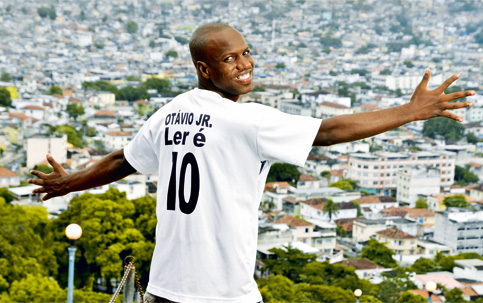 OTÁVIO JR.
Ler é
10